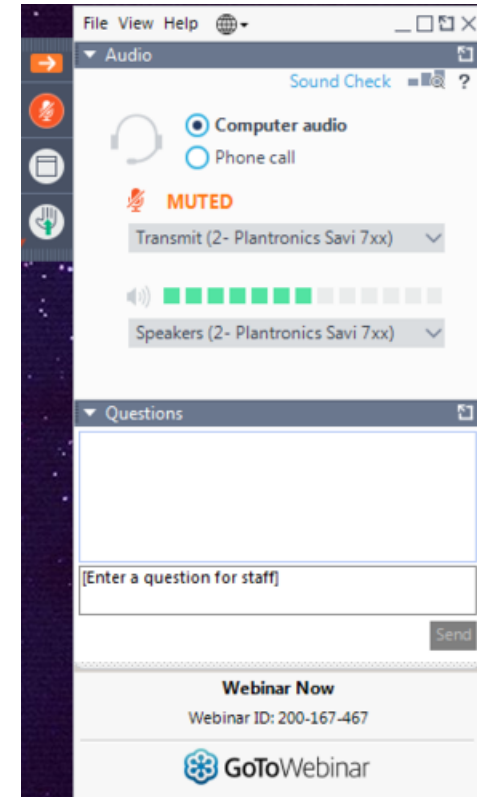 File View Help
Audio
Sound Check ?
Computer audio
Phone call
MUTED
Transmit (2- Plantronics Savi 7xx)
Speakers (2- Plantronics Savi 7xx)
Questions
[Enter a question for staff]
Send
Webinar Now
Webinar ID: 200-167-467
GoToWebinar